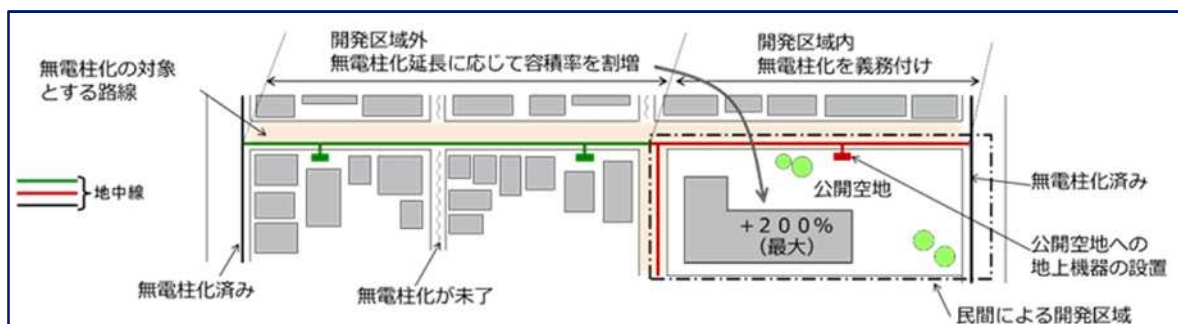 開発区域外
無電柱化延長に応じて容積率を割増
開発区域内
無電柱化を義務付け
無電柱化の対象
とする路線
地中線
公開空地
無電柱化済み
+200%
(最大)
公開空地への
地上機器の設置
無電柱化済み
無電柱化が未了
民間による開発区域